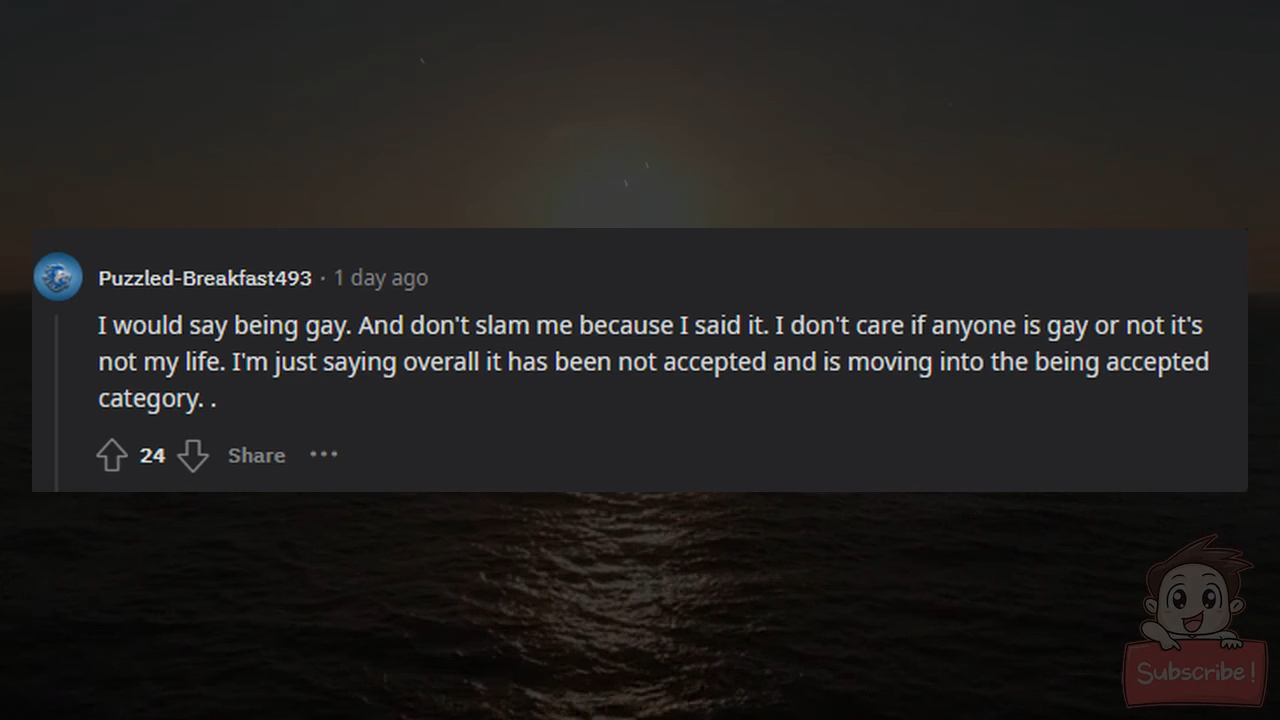 Puzzled-Breakfast493 · 1 day ago
I would say being gay. And don't slam me because I said it. I don't care if anyone is gay or not it's
not my life. I'm just saying overall it has been not accepted and is moving into the being accepted
category. .
24 Share ···
Subscribe!